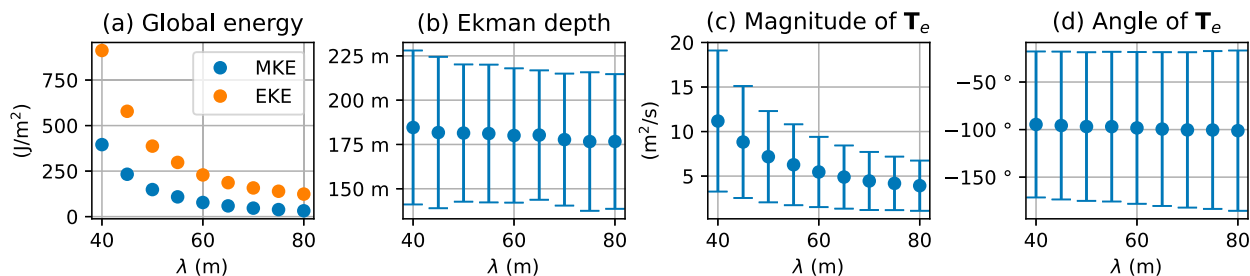 (a) Global energy
(J/m²)
750
500
250
0
MKE
EKE
40
60
80
λ (m)
(b) Ekman depth
225 m
200 m
175 m
150 m
40
60
80
λ (m)
(c) Magnitude of Tₑ
(m²/s)
20
15
10
5
40
60
80
λ (m)
(d) Angle of Tₑ
−50 °
−100 °
−150 °
40
60
80
λ (m)